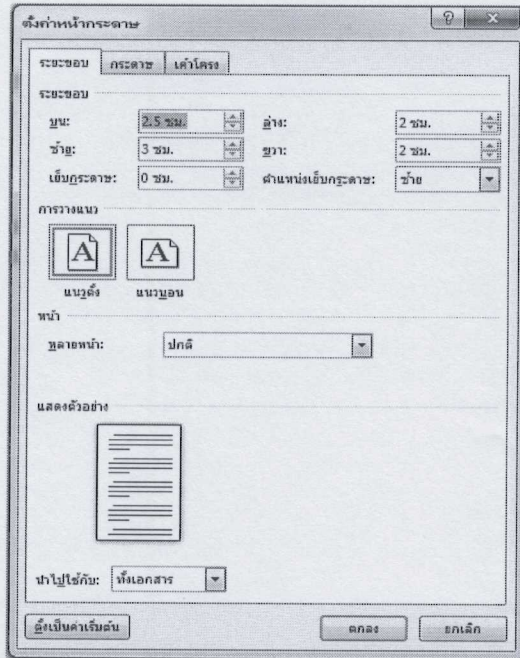 ตั้งค่าหน้ากระดาษ
ระยะขอบ กระดาษ เค้าโครง
ระยะขอบ
บน: 2.5 ซม. ล่าง: 2 ซม.
ซ้าย: 3 ซม. ขวา: 2 ซม.
เย็บกระดาษ: 0 ซม. ตำแหน่งเย็บกระดาษ: ซ้าย
การวางแนว
A A
แนวตั้ง แนวนอน
หน้า
หลายหน้า: ปกติ
แสดงตัวอย่าง
นำไปใช้กับ: ทั้งเอกสาร
ตั้งเป็นค่าเริ่มต้น ตกลง ยกเลิก